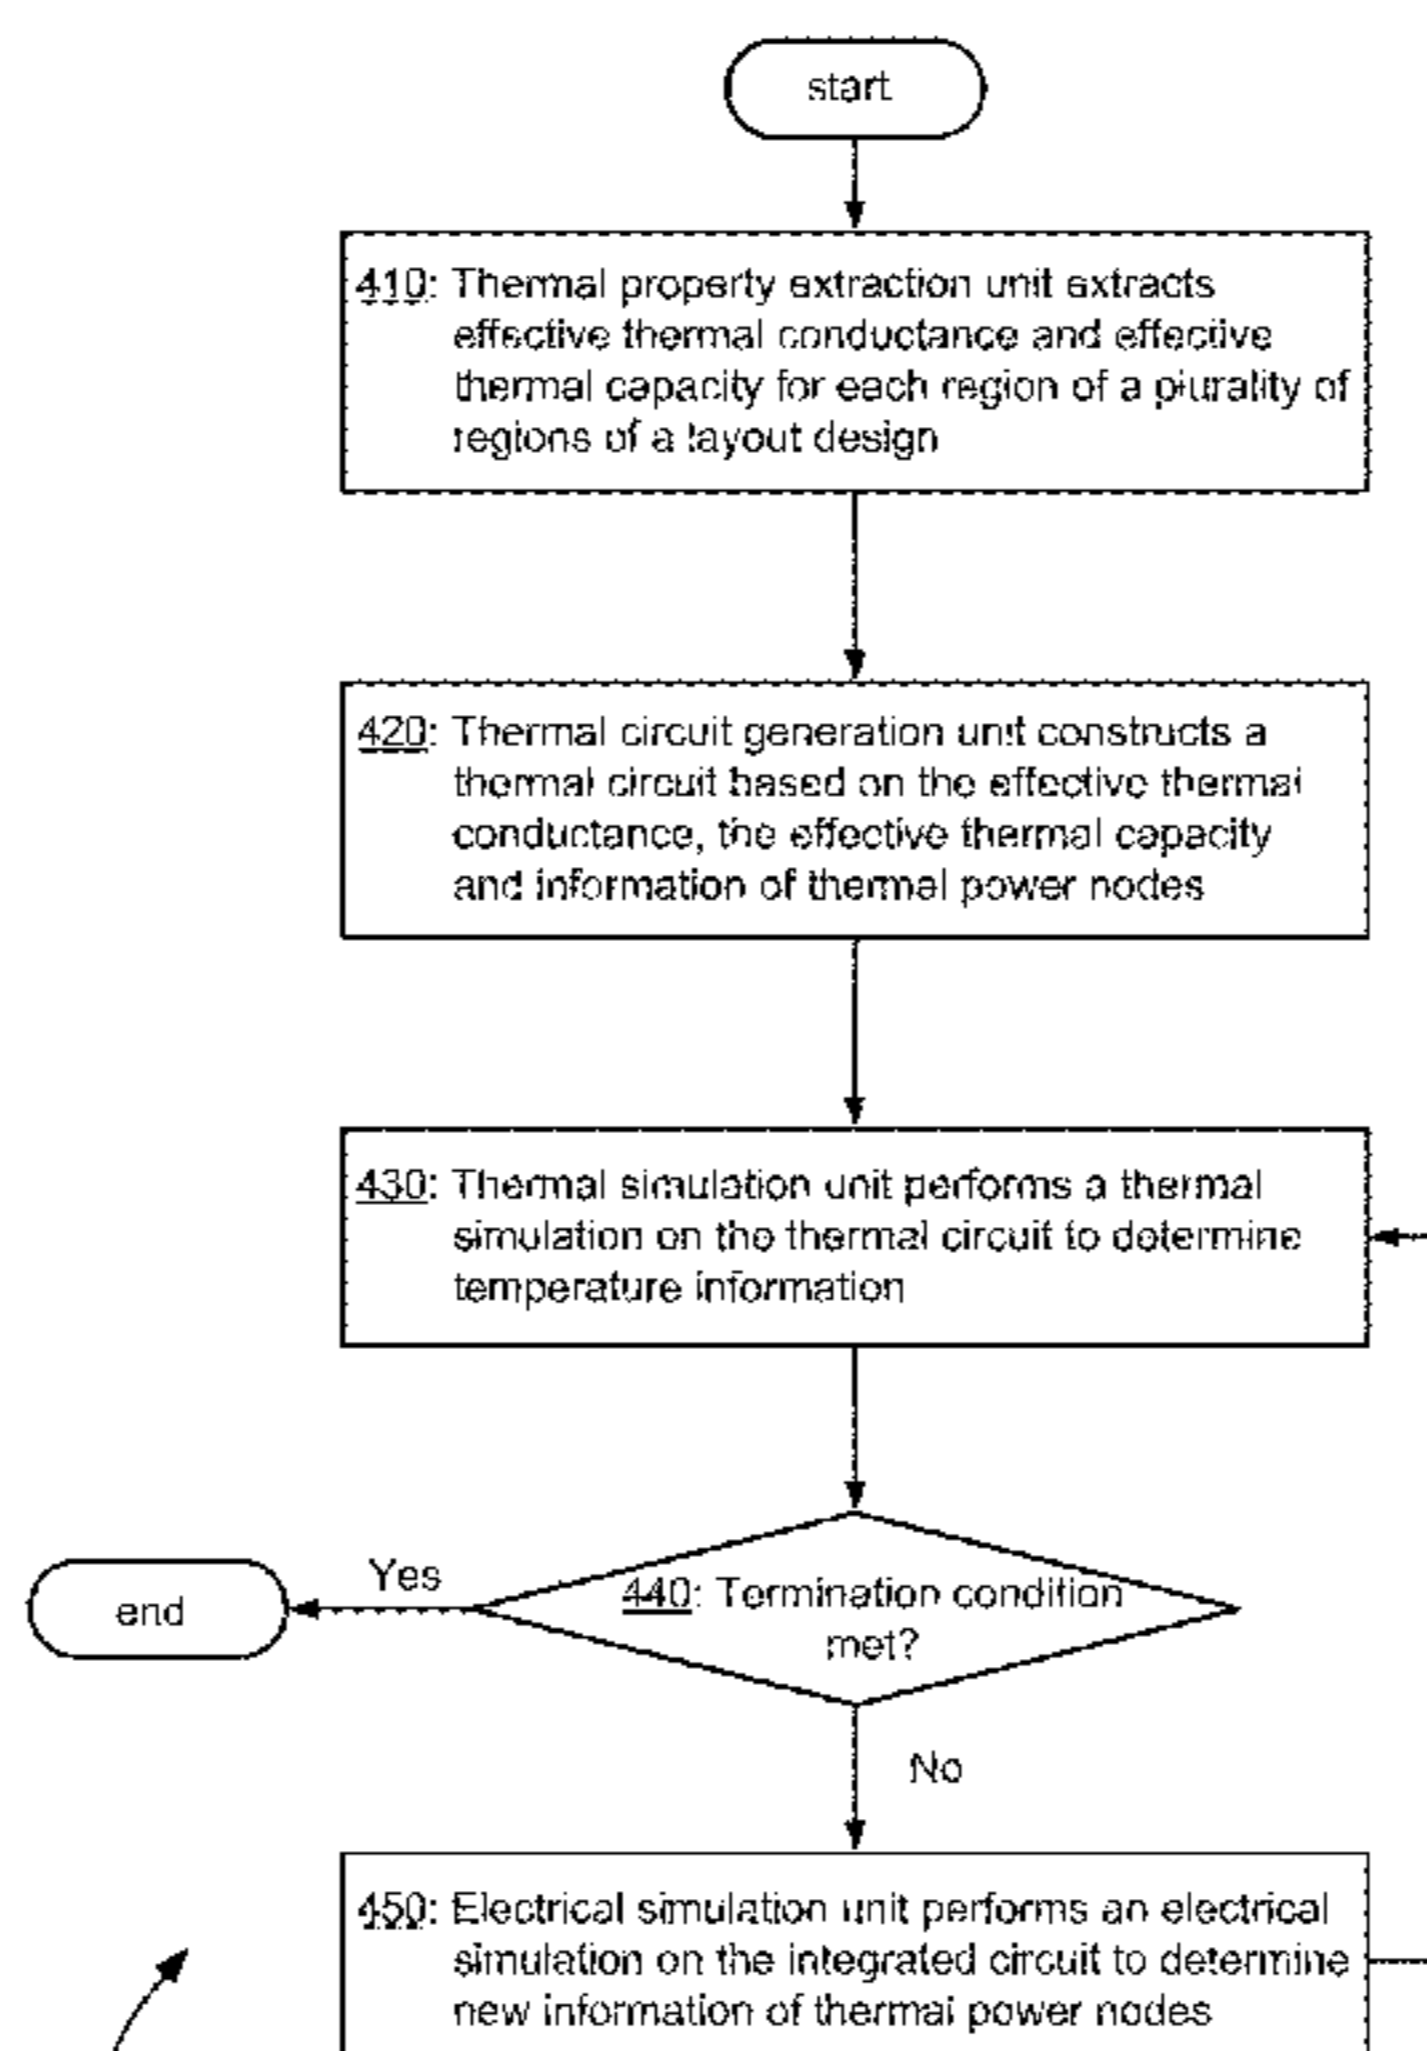 start
410: Thermal property extraction unit extracts
effective thermal conductance and effective
thermal capacity for each region of a plurality of
regions of a layout design
420: Thermal circuit generation unit constructs a
thermal circuit based on the effective thermal
conductance, the effective thermal capacity
and information of thermal power nodes
430: Thermal simulation unit performs a thermal
simulation on the thermal circuit to determine
temperature information
Yes
440: Termination condition
met?
end
No
450: Electrical simulation unit performs an electrical
simulation on the integrated circuit to determine
new information of thermal power nodes